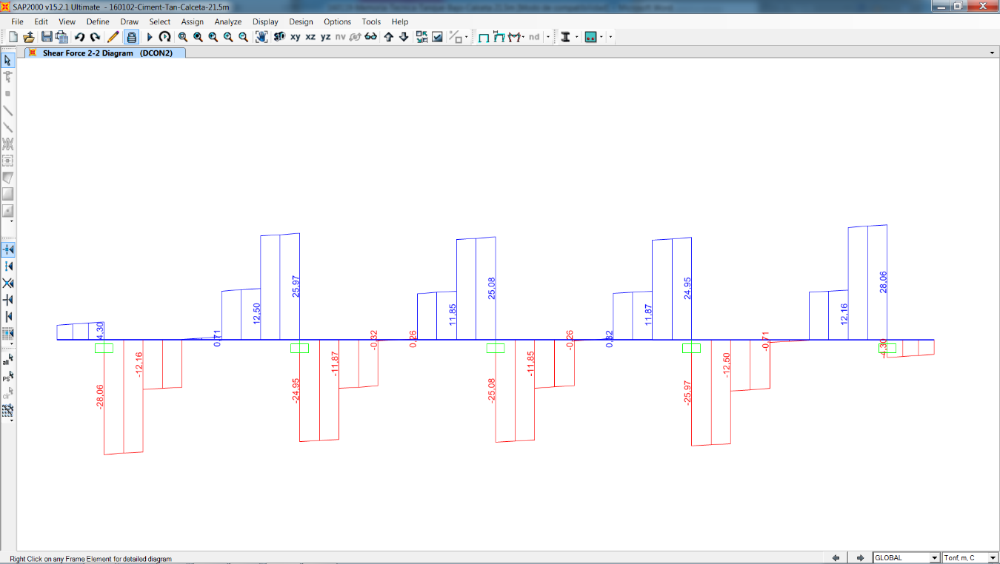 SAP2000 v15.2.1 Ultimate - 160102-Ciment-Tan-Calceta-21.5m
File Edit View Define Draw Select Assign Analyze Display Design Options Tools Help
3D xy xz yz nv nd
Shear Force 2-2 Diagram (DCON2)
all
PS
clr
4,30
-28,06
-12,16
0,71
12,50
25,97
-24,95
-11,87
-0,32
0,26
11,85
25,08
-25,08
-11,85
-0,26
0,32
11,87
24,95
-25,97
-12,50
-0,71
12,16
28,06
-4,30
Right Click on any Frame Element for detailed diagram
GLOBAL
Tonf, m, C